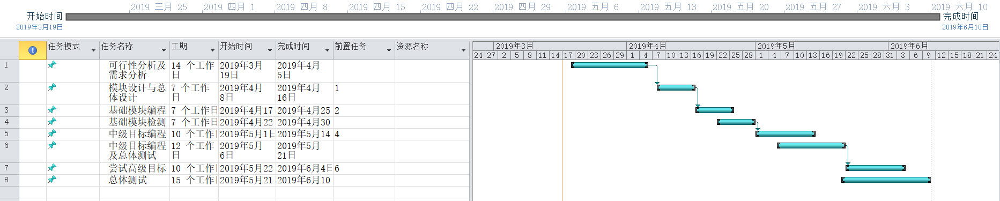 2019 三月 25 2019 四月 1 2019 四月 8 2019 四月 15 2019 四月 22 2019 四月 29 2019 五月 6 2019 五月 13 2019 五月 20 2019 五月 27 2019 六月 3 2019 六月 10
开始时间 完成时间
2019年3月19日 2019年6月10日
任务模式 任务名称 工期 开始时间 完成时间 前置任务 资源名称
2019年3月 2019年4月 2019年5月 2019年6月
24 27 2 5 8 11 14 17 20 23 26 29 1 4 7 10 13 16 19 22 25 28 1 4 7 10 13 16 19 22 25 28 31 3 6 9 12 15 18 21 24
1 可行性分析及 14 个工作 2019年3月 2019年4月
需求分析 日 19日 5日
2 模块设计与总 7 个工作 2019年4月 2019年4月 1
体设计 日 8日 16日
3 基础模块编程 7 个工作日 2019年4月17 2019年4月25 2
4 基础模块检测 7 个工作日 2019年4月22 2019年4月30
5 中级目标编程 10 个工作 2019年5月1日 2019年5月14 4
6 中级目标编程 12 个工作 2019年5月 2019年5月
及总体测试 日 6日 21日
7 尝试高级目标 10 个工作 2019年5月22 2019年6月4日 6
8 总体测试 15 个工作 2019年5月21 2019年6月10